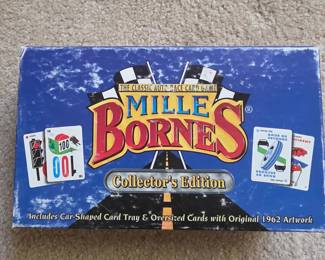 THE CLASSIC AUTO RACE CARD GAME
MILLE
BORNES®
100
Collector's Edition
Includes Car-Shaped Card Tray & Oversized Cards with Original 1962 Artwork